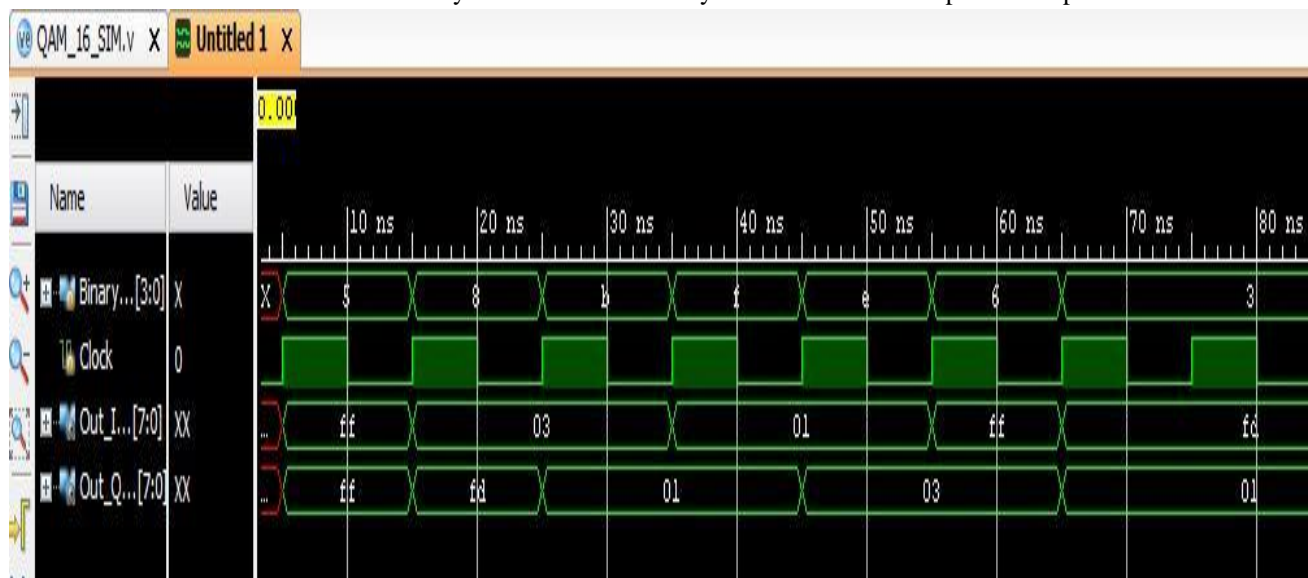 QAM_16_SIM.v X Untitled 1 X
0.00
Name Value
10 ns 20 ns 30 ns 40 ns 50 ns 60 ns 70 ns 80 ns
Binary...[3:0] X X 5 8 b f e 6 3
Clock 0
Out_I...[7:0] XX ... ff 03 01 ff fd
Out_Q...[7:0] XX ... ff fd 01 03 01